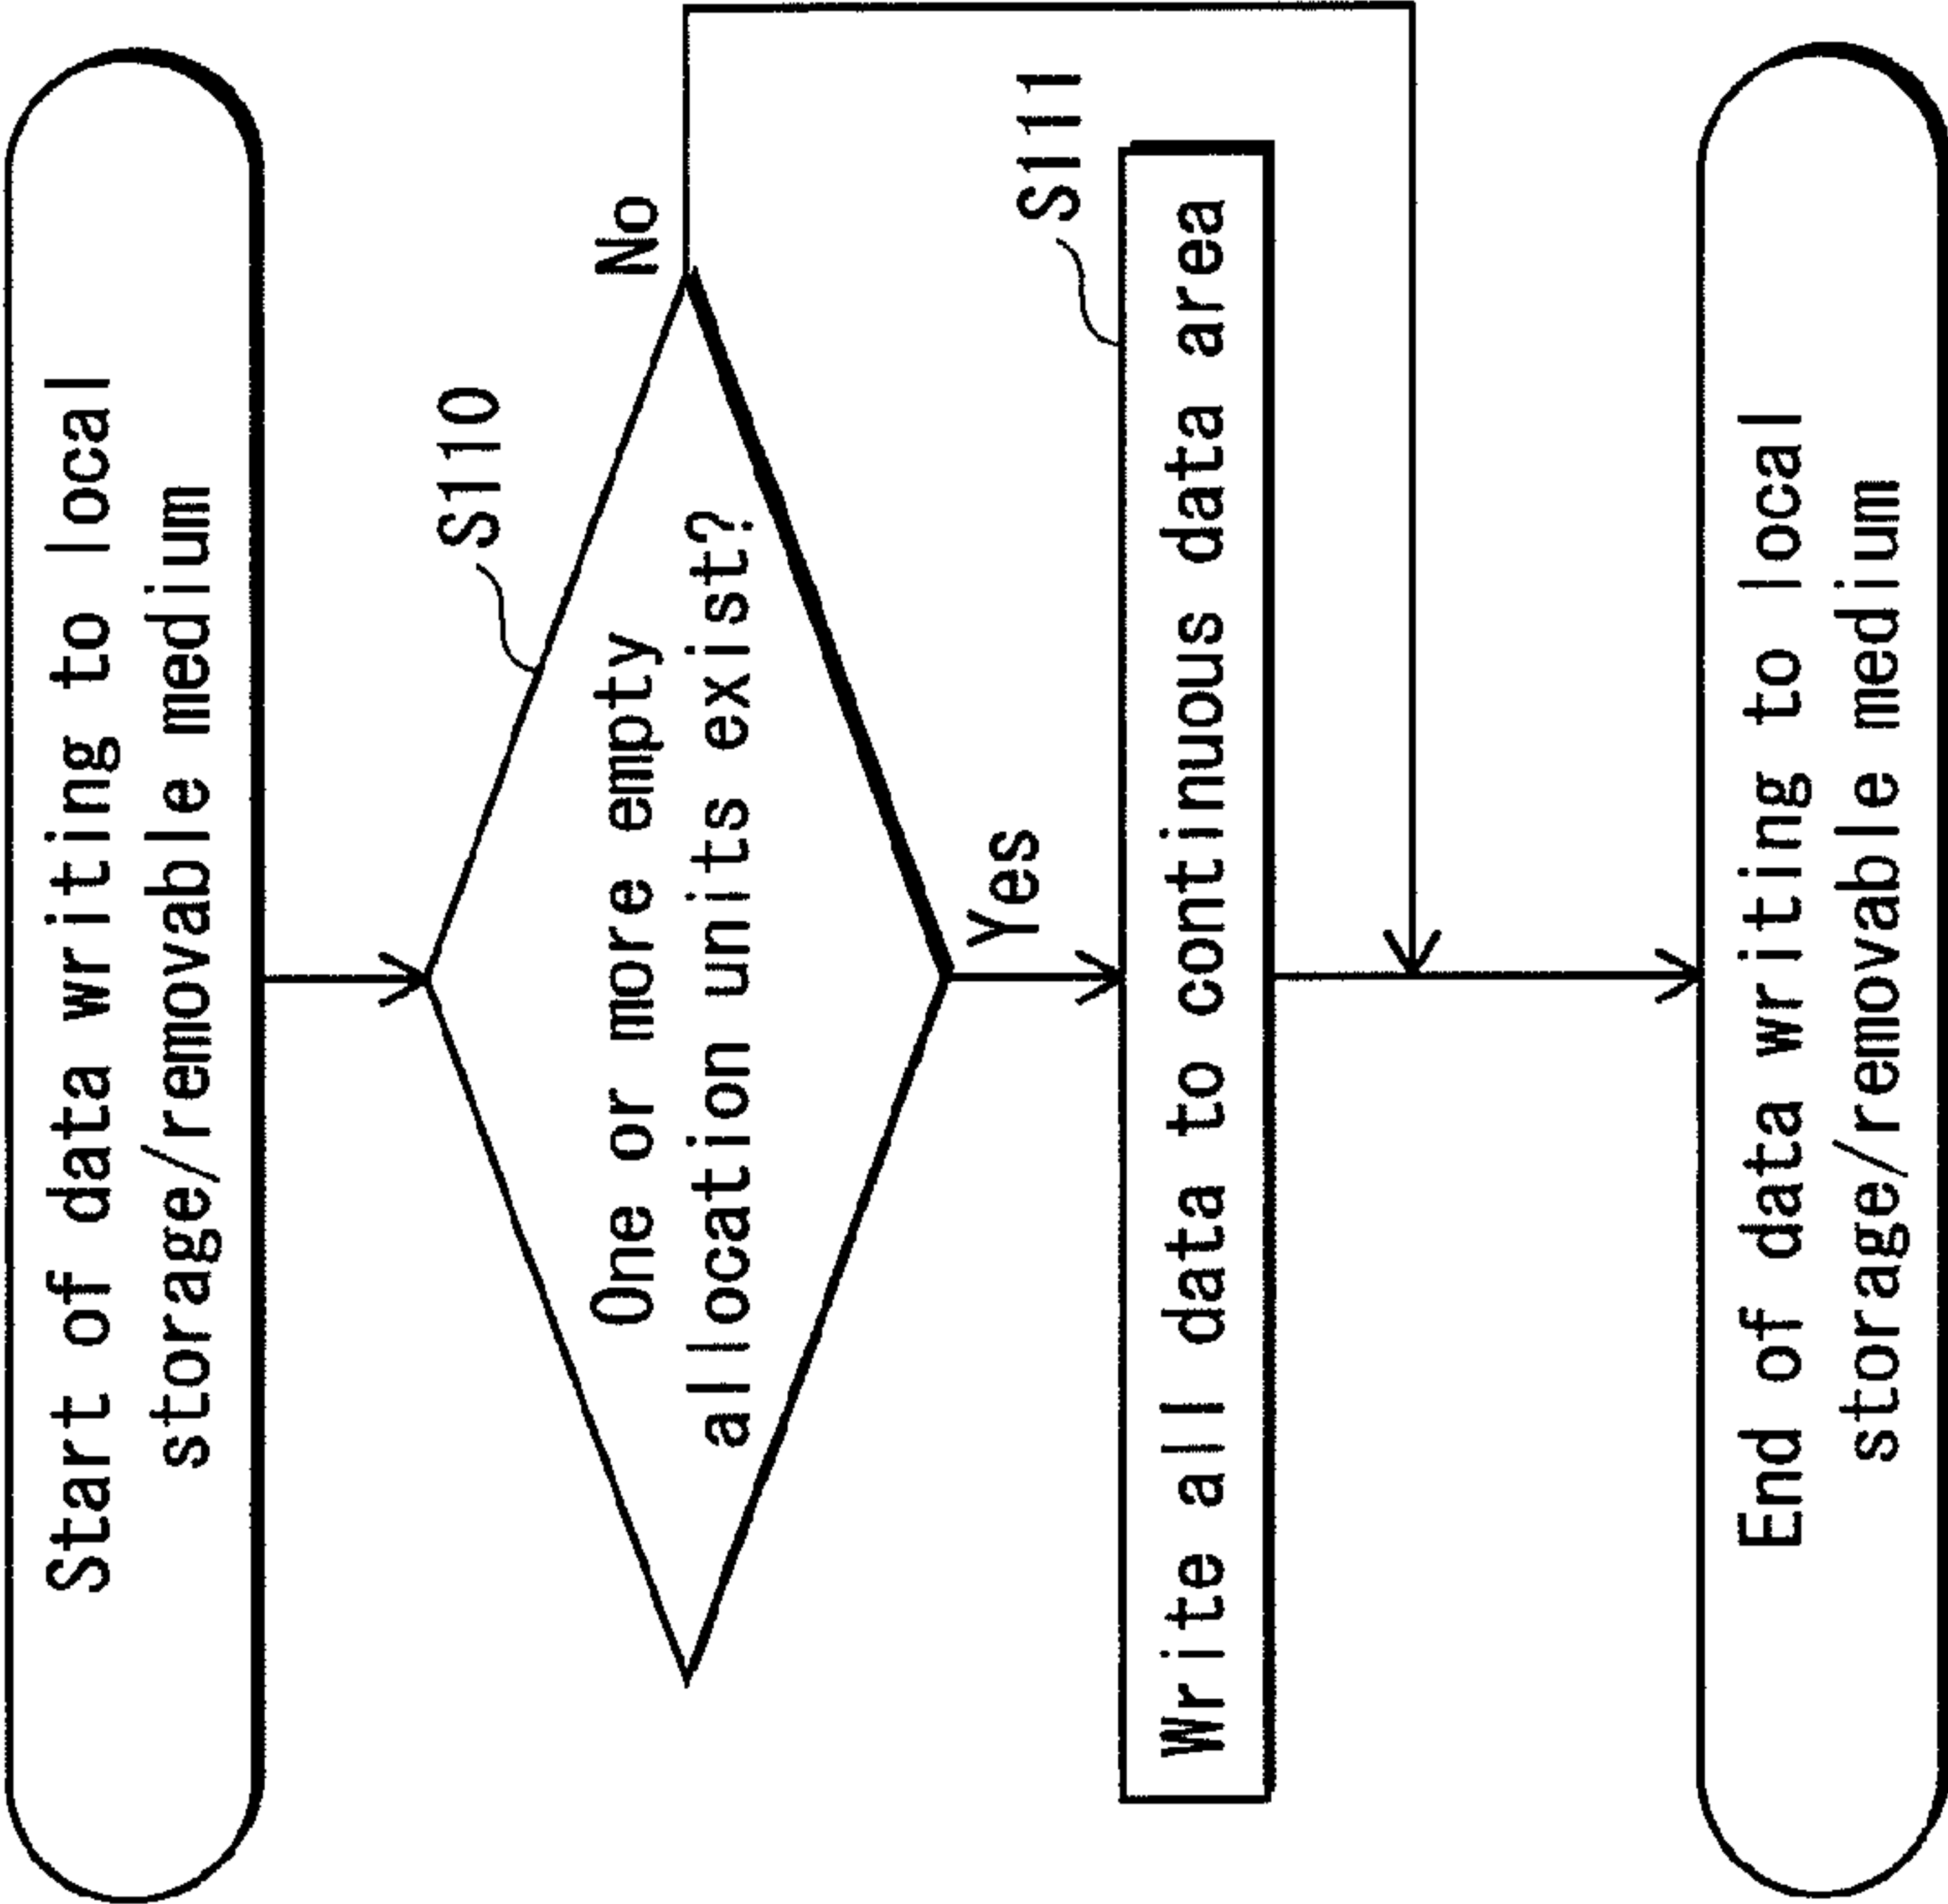 Start of data writing to local
storage/removable medium
S110
One or more empty
allocation units exist?
No
Yes
S111
Write all data to continuous data area
End of data writing to local
storage/removable medium